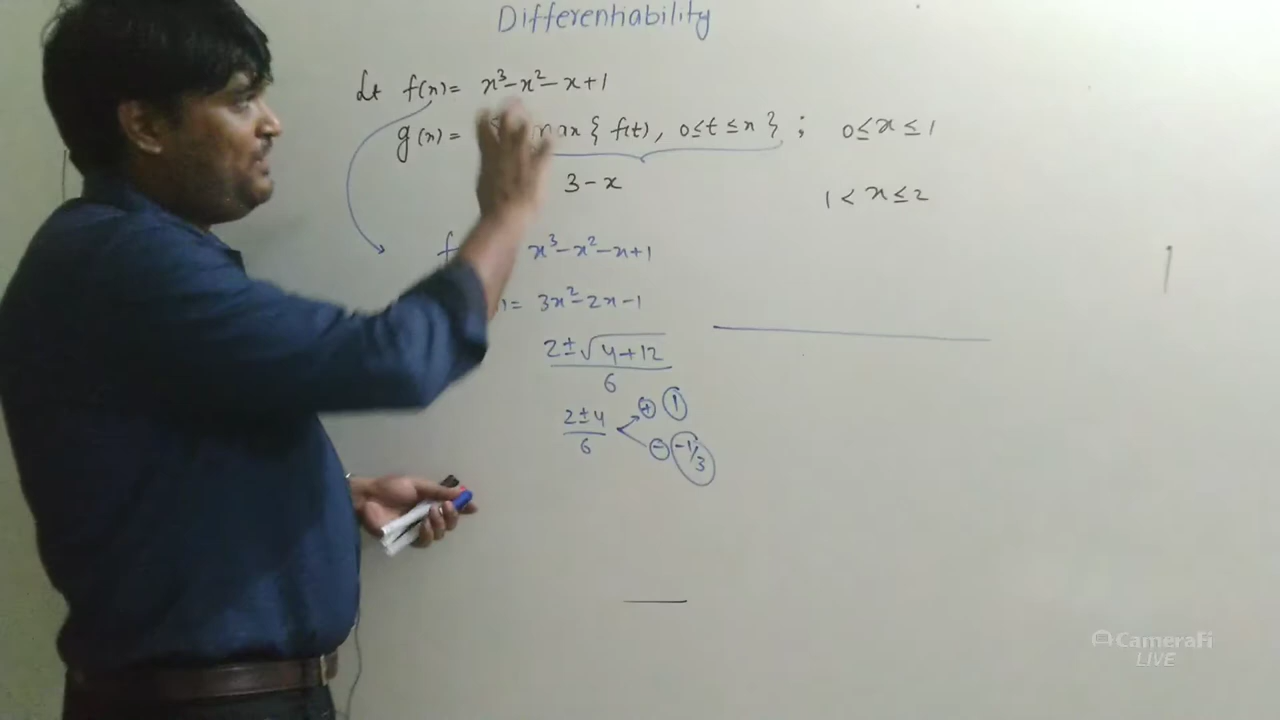 Differentiability
Let f(x) = x³-x²-x+1
g(x) = max{ f(t), 0≤t≤x } ; 0≤x≤1
3-x 1<x≤2
f x³-x²-x+1
= 3x²-2x-1
2±√4+12
6
2±4 + 1
6 - -1/3
CameraFi
LIVE